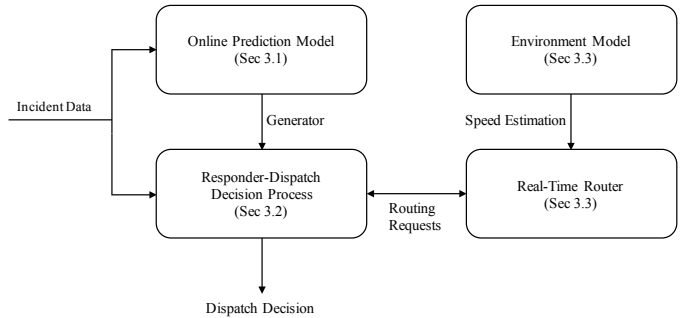 Online Prediction Model
(Sec 3.1)
Environment Model
(Sec 3.3)
Incident Data
Generator
Speed Estimation
Responder-Dispatch
Decision Process
(Sec 3.2)
Real-Time Router
(Sec 3.3)
Routing
Requests
Dispatch Decision